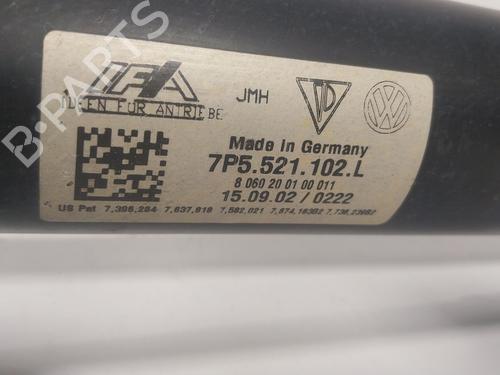 IFA
IDEEN FÜR ANTRIEBE
JMH
Made in Germany
7P5.521.102.L
8 060 20 01 00 011
15.09.02 / 0222
US Pat 7,396,284 7,637,818 7,582,021
B-PARTS